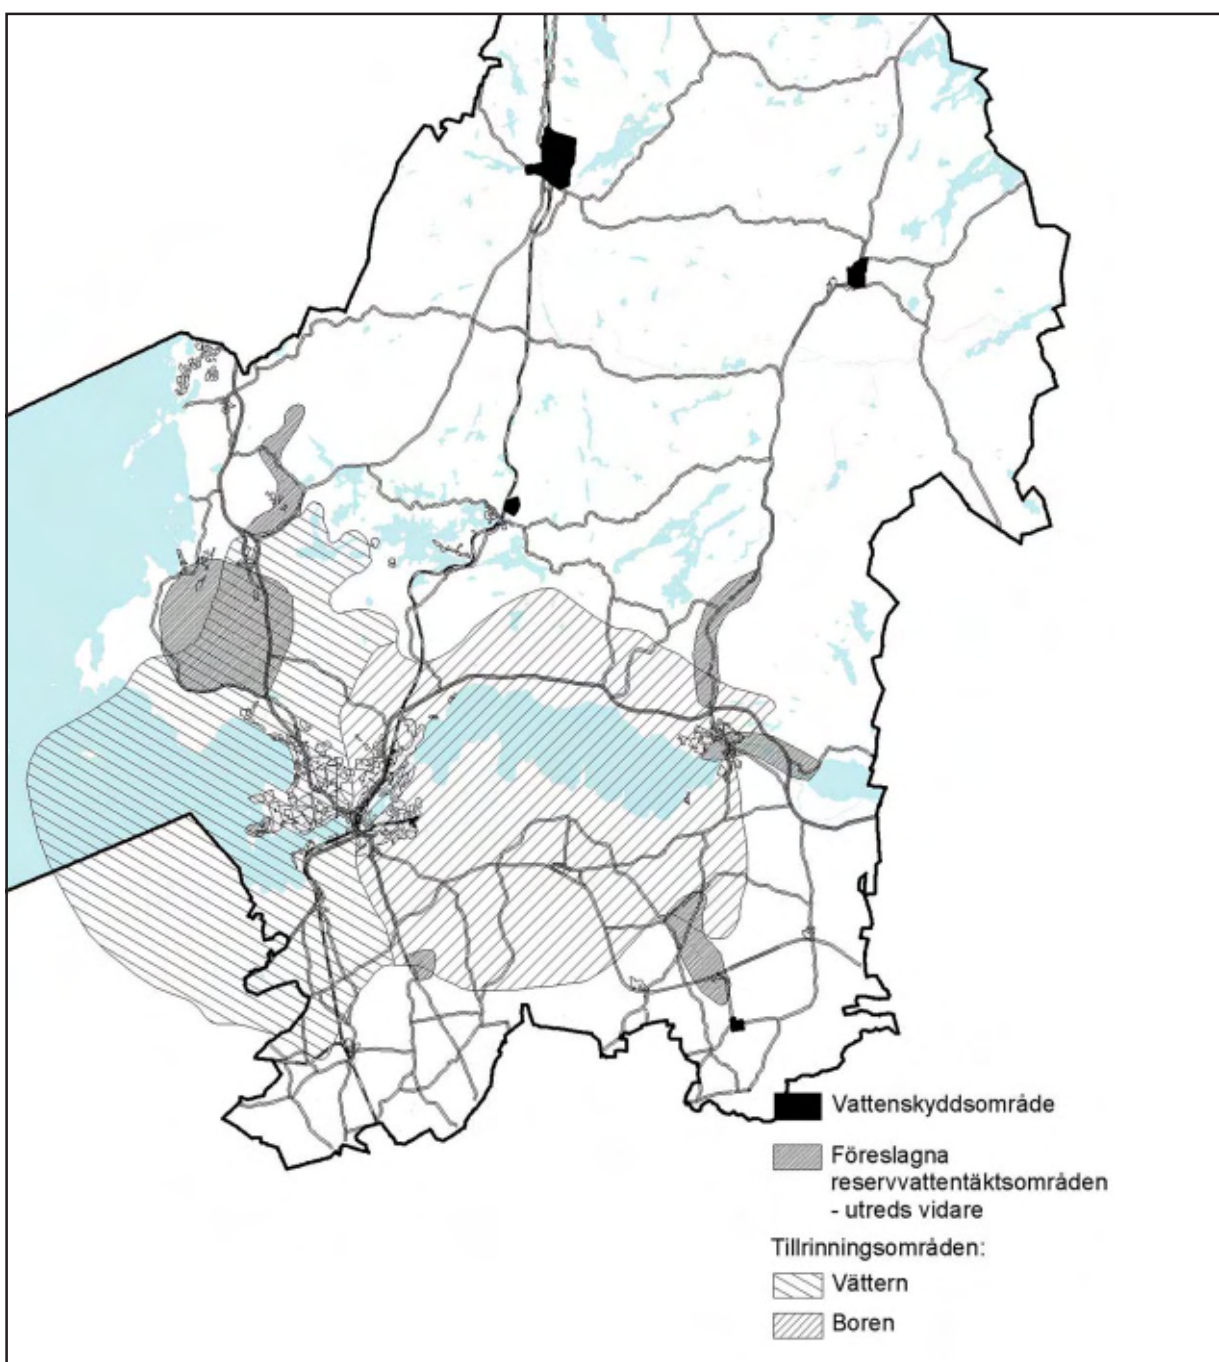 Vattenskyddsområde
Föreslagna
reservvattentäktsområden
- utreds vidare
Tillrinningsområden:
Vättern
Boren